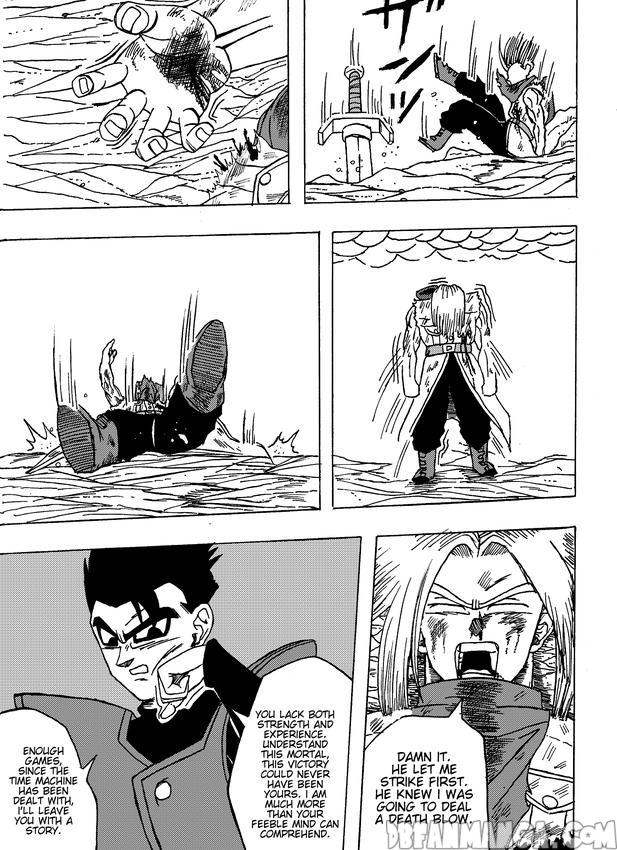 DAMN IT.
HE LET ME
STRIKE FIRST.
HE KNEW I WAS
GOING TO DEAL
A DEATH BLOW.
YOU LACK BOTH
STRENGTH AND
EXPERIENCE.
UNDERSTAND
THIS MORTAL,
THIS VICTORY
COULD NEVER
HAVE BEEN
YOURS. I AM
MUCH MORE
THAN YOUR
FEEBLE MIND CAN
COMPREHEND.
ENOUGH
GAMES,
SINCE THE
TIME MACHINE
HAS BEEN
DEALT WITH,
I'LL LEAVE
YOU WITH A
STORY.
DBFANMANGA.COM